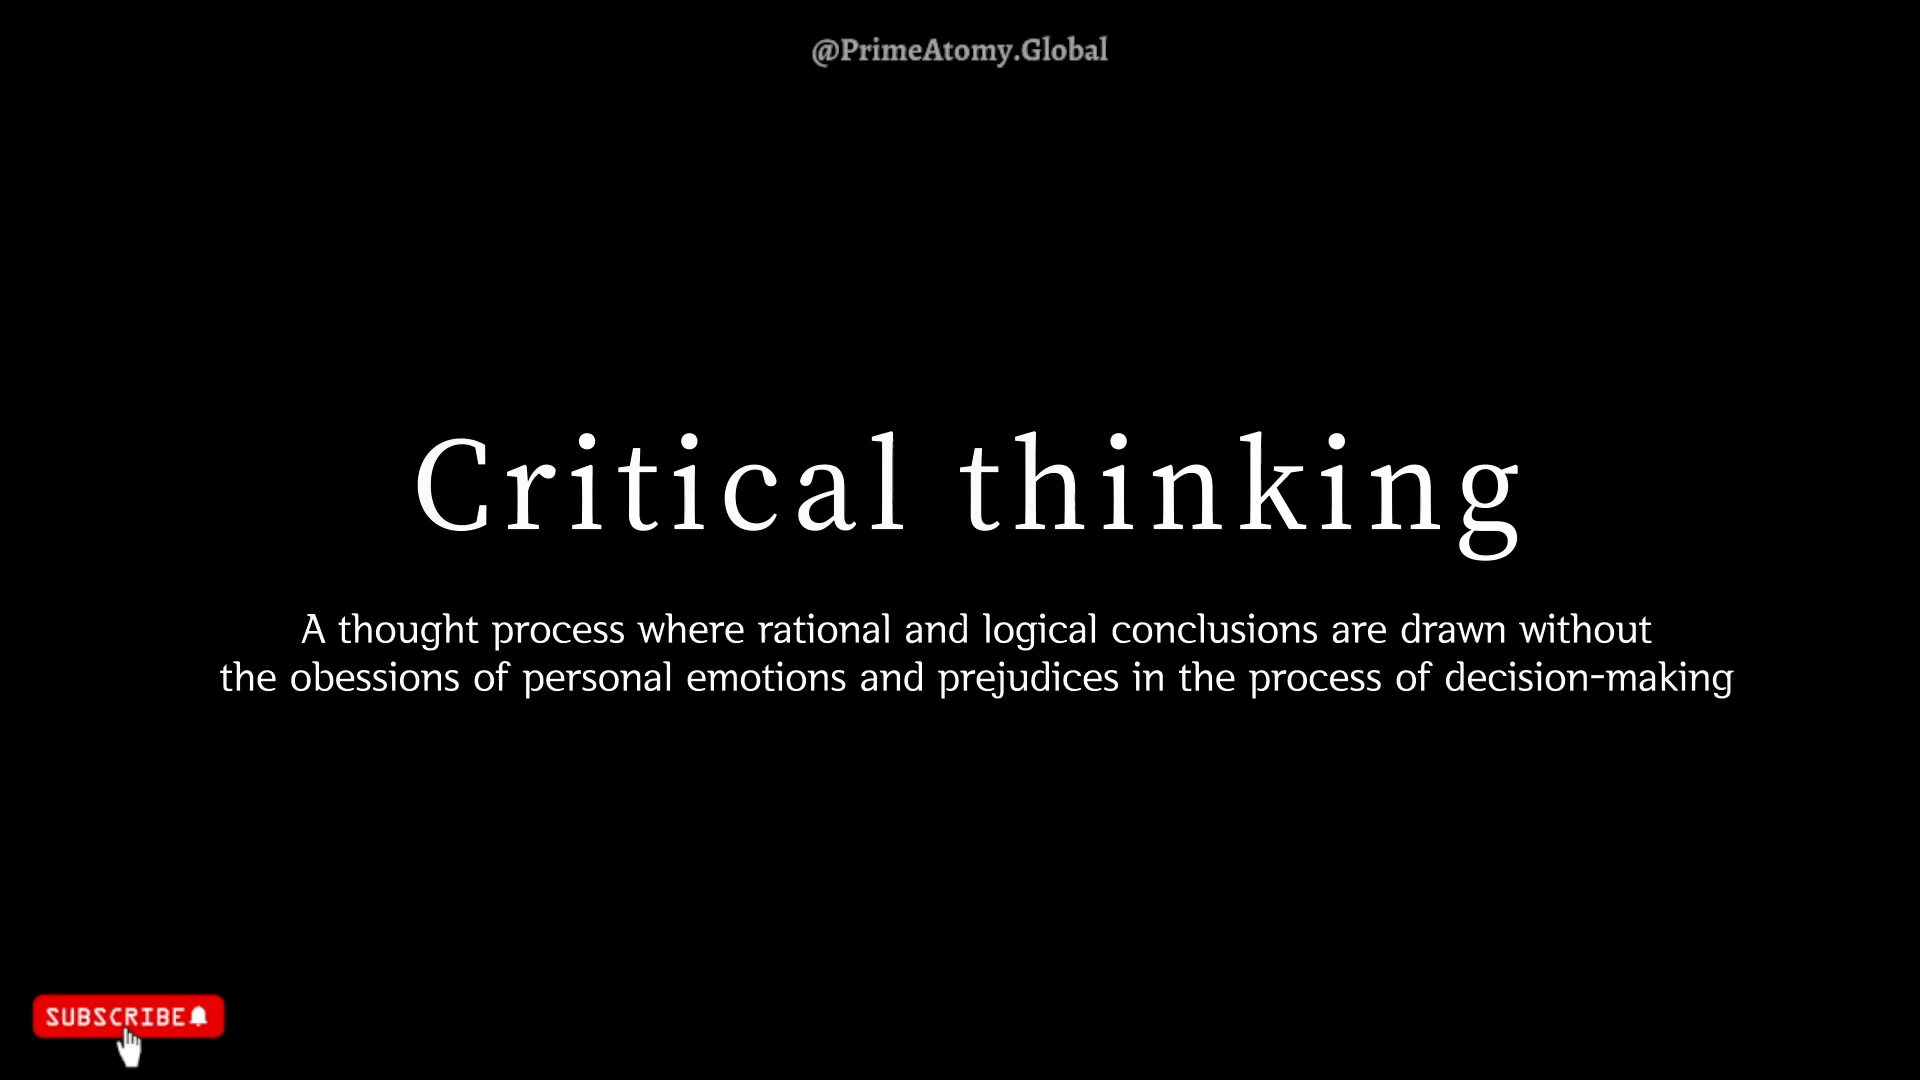 @PrimeAtomy.Global
Critical thinking
A thought process where rational and logical conclusions are drawn without
the obessions of personal emotions and prejudices in the process of decision-making
SUBSCRIBE